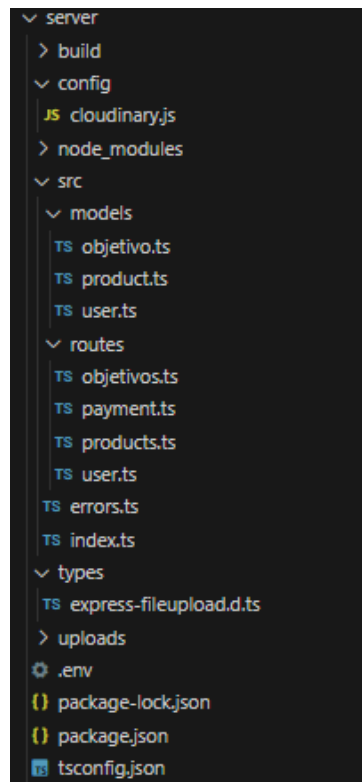 server
build
config
JS cloudinary.js
node_modules
src
models
TS objetivo.ts
TS product.ts
TS user.ts
routes
TS objetivos.ts
TS payment.ts
TS products.ts
TS user.ts
TS errors.ts
TS index.ts
types
TS express-fileupload.d.ts
uploads
.env
{} package-lock.json
{} package.json
TS tsconfig.json